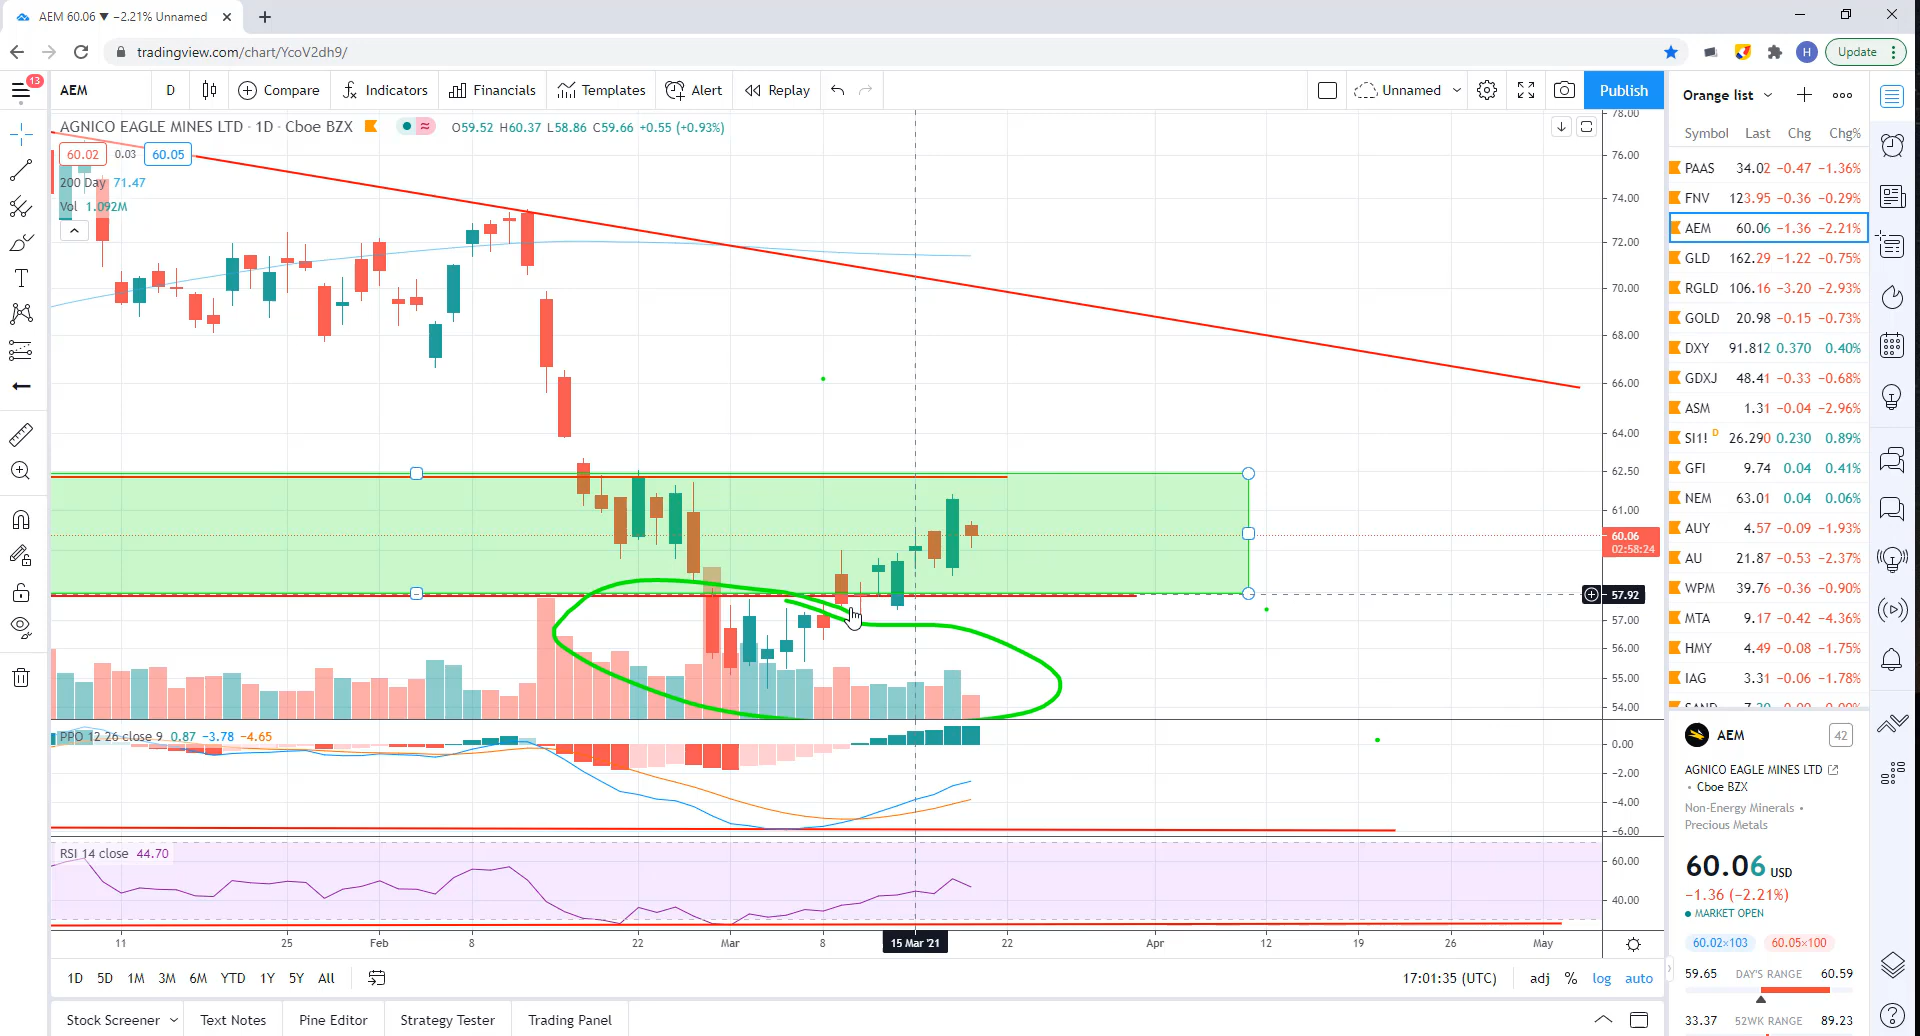 AEM 60.06 ▼ −2.21% Unnamed
tradingview.com/chart/YcoV2dh9/
H
Update
13
AEM
D
Compare
Indicators
Financials
Templates
Alert
Replay
Unnamed
Publish
AGNICO EAGLE MINES LTD · 1D · Cboe BZX
O59.52 H60.37 L58.86 C59.66 +0.55 (+0.93%)
60.02 0.03 60.05
200 Day 71.47
Vol 1.092M
78.00
76.00
74.00
72.00
70.00
68.00
66.00
64.00
62.50
61.00
60.06
02:58:24
57.92
57.00
56.00
55.00
54.00
PPO 12 26 close 9 0.87 −3.78 −4.65
0.00
−2.00
−4.00
−6.00
RSI 14 close 44.70
60.00
40.00
11 25 Feb 8 22 Mar 8 15 Mar '21 22 Apr 12 19 26 May
1D 5D 1M 3M 6M YTD 1Y 5Y All
17:01:35 (UTC) adj % log auto
Stock Screener Text Notes Pine Editor Strategy Tester Trading Panel
Orange list
Symbol Last Chg Chg%
PAAS 34.02 −0.47 −1.36%
FNV 123.95 −0.36 −0.29%
AEM 60.06 −1.36 −2.21%
GLD 162.29 −1.22 −0.75%
RGLD 106.16 −3.20 −2.93%
GOLD 20.98 −0.15 −0.73%
DXY 91.812 0.370 0.40%
GDXJ 48.41 −0.33 −0.68%
ASM 1.31 −0.04 −2.96%
SI1! D 26.290 0.230 0.89%
GFI 9.74 0.04 0.41%
NEM 63.01 0.04 0.06%
AUY 4.57 −0.09 −1.93%
AU 21.87 −0.53 −2.37%
WPM 39.76 −0.36 −0.90%
MTA 9.17 −0.42 −4.36%
HMY 4.49 −0.08 −1.75%
IAG 3.31 −0.06 −1.78%
AEM
42
AGNICO EAGLE MINES LTD
• Cboe BZX
Non-Energy Minerals •
Precious Metals
60.06 USD
−1.36 (−2.21%)
MARKET OPEN
60.02×103 60.05×100
59.65 DAY'S RANGE 60.59
33.37 52WK RANGE 89.23